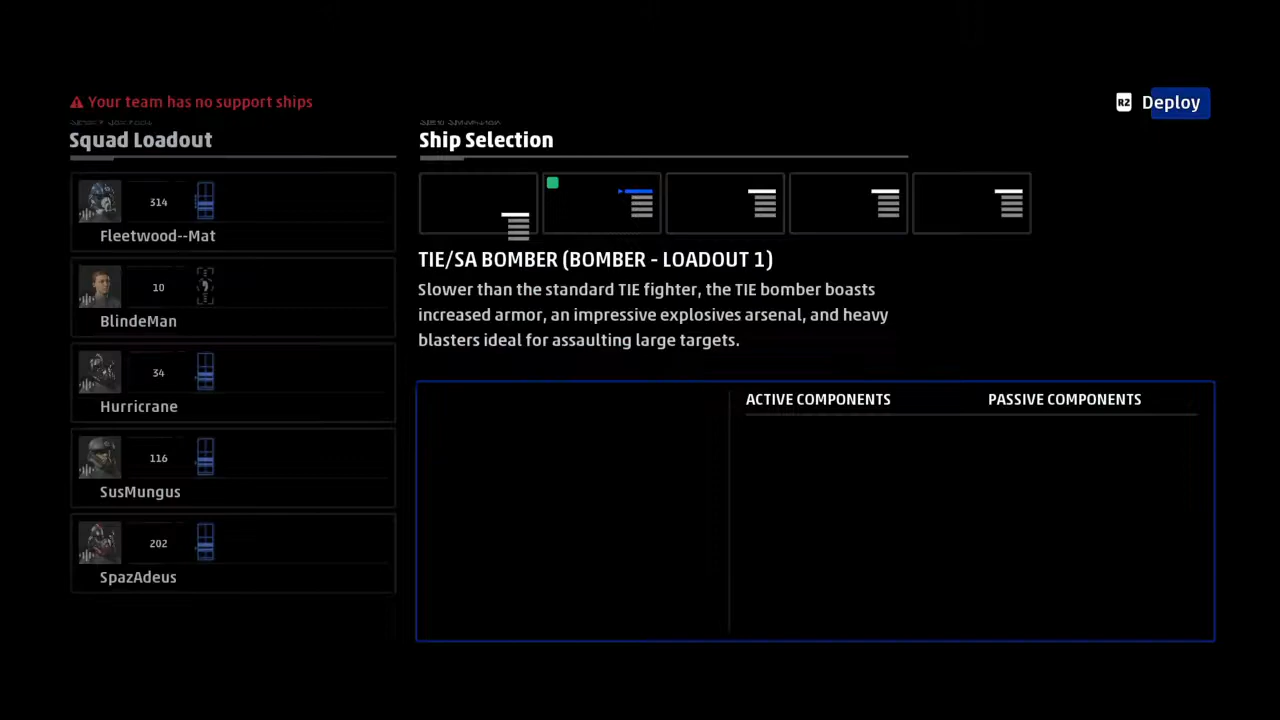 Your team has no support ships
R2 Deploy
Squad Loadout
Ship Selection
314
Fleetwood--Mat
10
BlindeMan
34
Hurricrane
116
SusMungus
202
SpazAdeus
TIE/SA BOMBER (BOMBER - LOADOUT 1)
Slower than the standard TIE fighter, the TIE bomber boasts
increased armor, an impressive explosives arsenal, and heavy
blasters ideal for assaulting large targets.
ACTIVE COMPONENTS
PASSIVE COMPONENTS